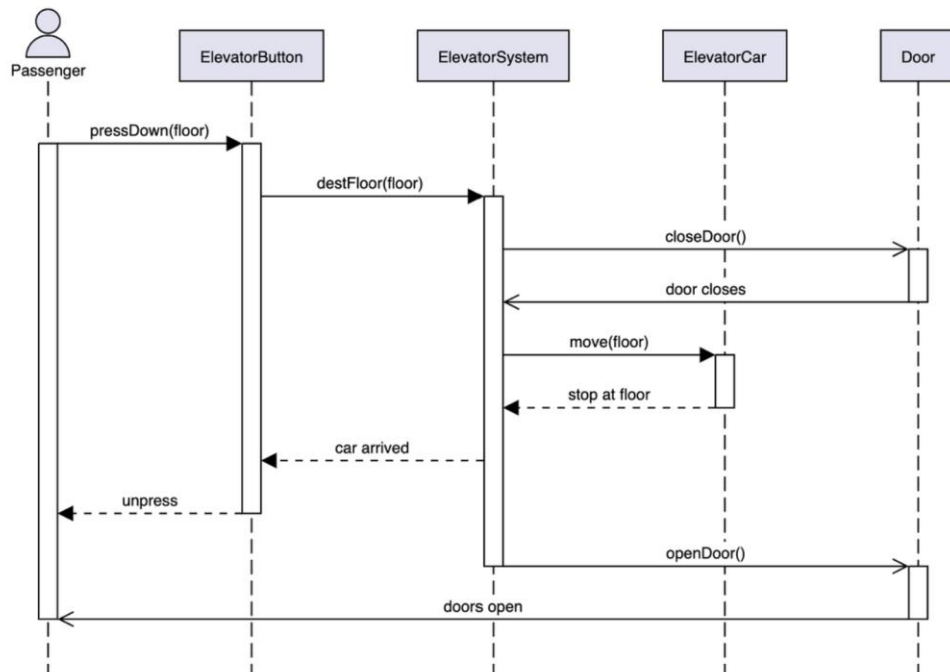 Passenger
ElevatorButton
ElevatorSystem
ElevatorCar
Door
pressDown(floor)
destFloor(floor)
closeDoor()
door closes
move(floor)
stop at floor
car arrived
unpress
openDoor()
doors open